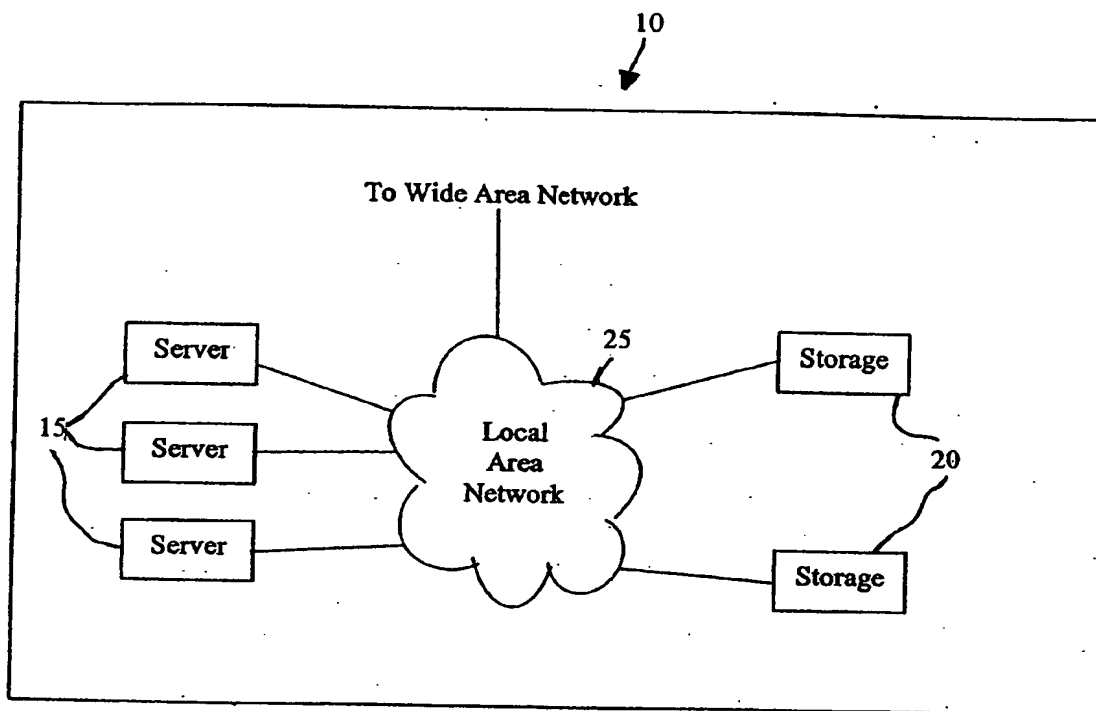 10
To Wide Area Network
Server
25
Storage
15
Server
Local
Area
Network
20
Server
Storage